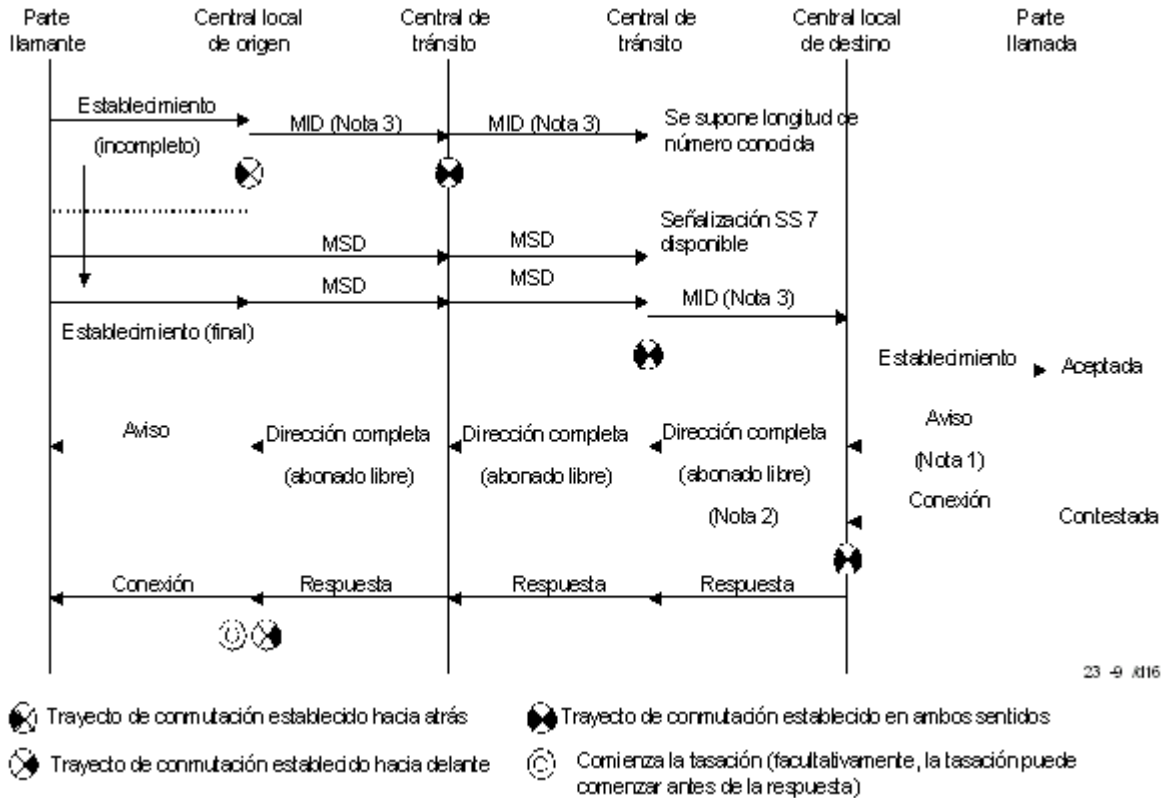 Parte llamante
Central local de origen
Central de tránsito
Central de tránsito
Central local de destino
Parte llamada
Establecimiento
(incompleto)
MID (Nota 3)
MID (Nota 3)
Se supone longitud de
número conocida
Señalización SS 7
disponible
MSD
MSD
MSD
MSD
MID (Nota 3)
Establecimiento (final)
Establecimiento
Aceptada
Aviso
Dirección completa
(abonado libre)
Dirección completa
(abonado libre)
Dirección completa
(abonado libre)
(Nota 2)
Aviso
(Nota 1)
Conexión
Contestada
Conexión
Respuesta
Respuesta
Respuesta
Trayecto de conmutación establecido hacia atrás
Trayecto de conmutación establecido en ambos sentidos
Trayecto de conmutación establecido hacia delante
Comienza la tasación (facultativamente, la tasación puede
comenzar antes de la respuesta)